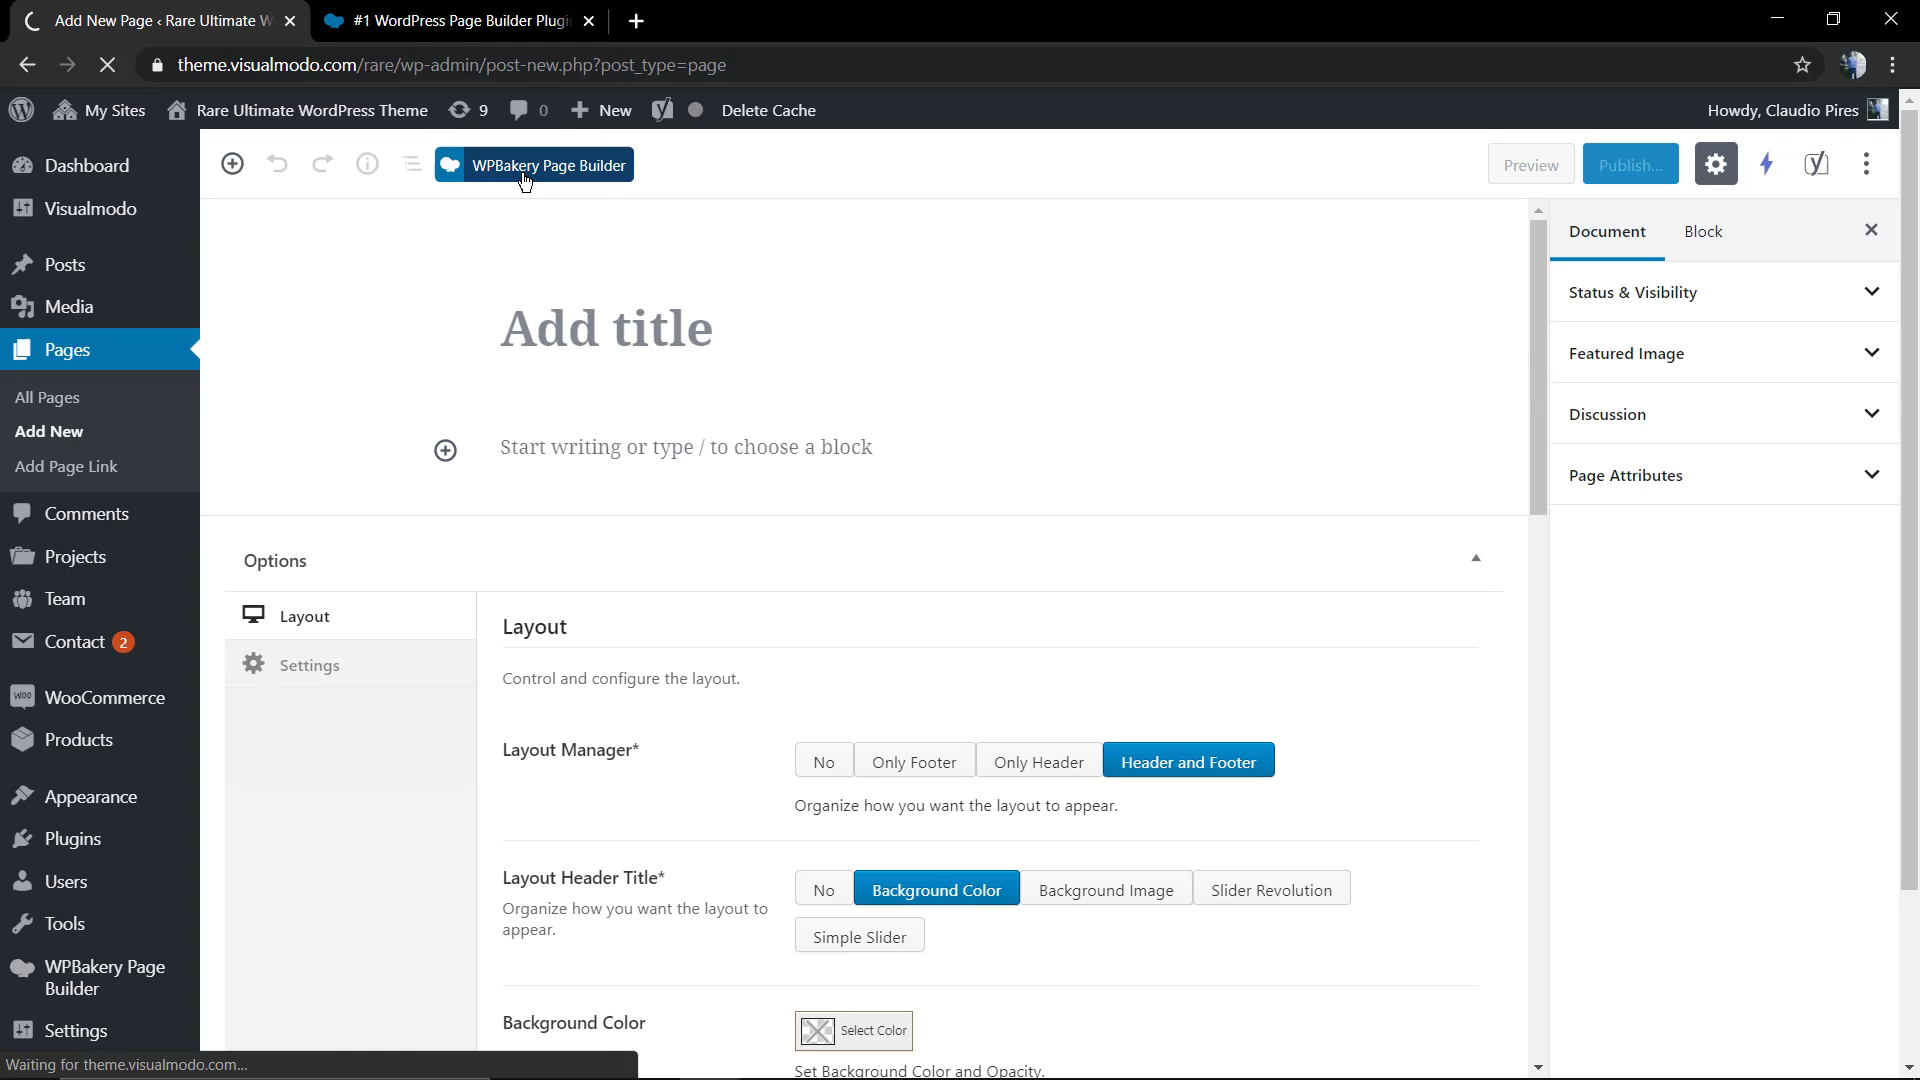 Add New Page ‹ Rare Ultimate W
#1 WordPress Page Builder Plugi
theme.visualmodo.com/rare/wp-admin/post-new.php?post_type=page
My Sites
Rare Ultimate WordPress Theme
9
0
New
Delete Cache
Howdy, Claudio Pires
Dashboard
Visualmodo
Posts
Media
Pages
All Pages
Add New
Add Page Link
Comments
Projects
Team
Contact 2
WooCommerce
Products
Appearance
Plugins
Users
Tools
WPBakery Page
Builder
Settings
WPBakery Page Builder
Preview
Publish...
Add title
Start writing or type / to choose a block
Options
Layout
Settings
Layout
Control and configure the layout.
Layout Manager*
No
Only Footer
Only Header
Header and Footer
Organize how you want the layout to appear.
Layout Header Title*
Organize how you want the layout to
appear.
No
Background Color
Background Image
Slider Revolution
Simple Slider
Background Color
Select Color
Set Background Color and Opacity.
Document
Block
Status & Visibility
Featured Image
Discussion
Page Attributes
Waiting for theme.visualmodo.com...